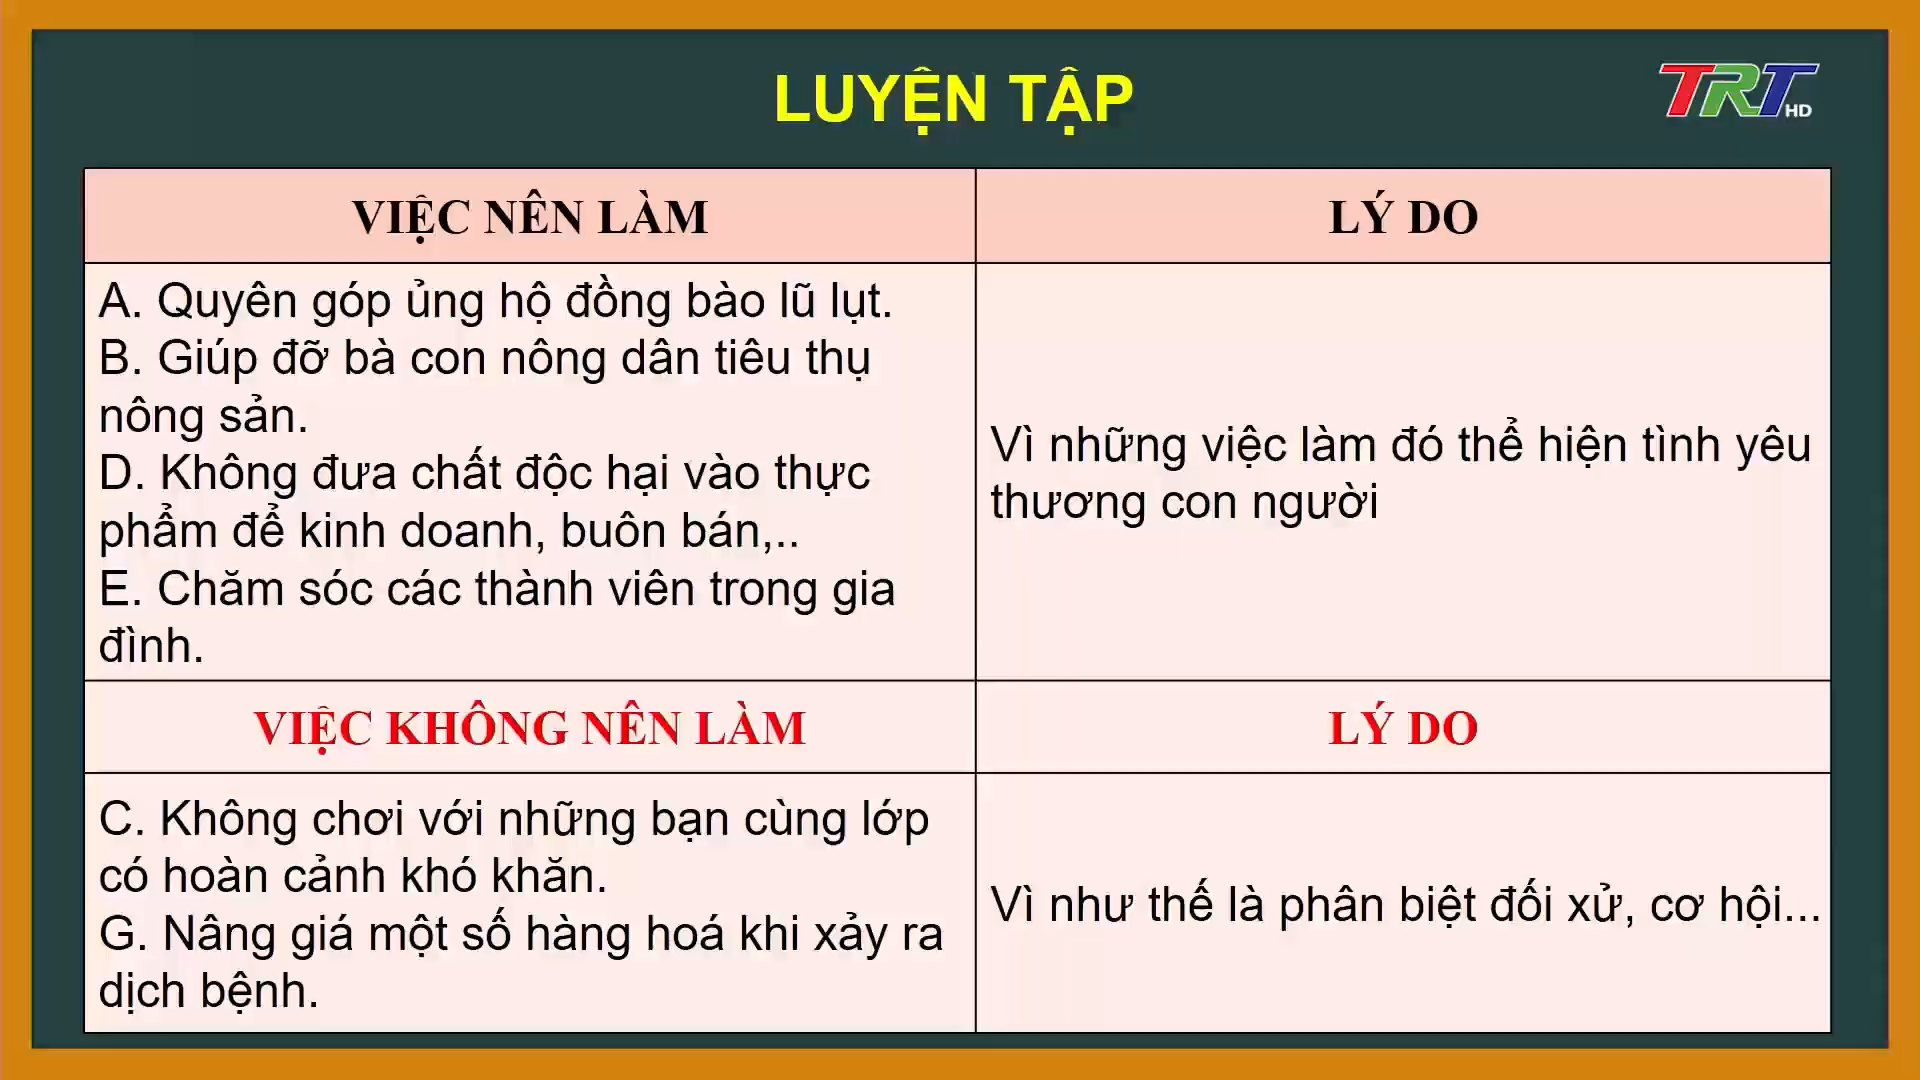 LUYỆN TẬP
TRT HD
VIỆC NÊN LÀM
LÝ DO
A. Quyên góp ủng hộ đồng bào lũ lụt.
B. Giúp đỡ bà con nông dân tiêu thụ
nông sản.
D. Không đưa chất độc hại vào thực
phẩm để kinh doanh, buôn bán,..
E. Chăm sóc các thành viên trong gia
đình.
Vì những việc làm đó thể hiện tình yêu
thương con người
VIỆC KHÔNG NÊN LÀM
LÝ DO
C. Không chơi với những bạn cùng lớp
có hoàn cảnh khó khăn.
G. Nâng giá một số hàng hoá khi xảy ra
dịch bệnh.
Vì như thế là phân biệt đối xử, cơ hội...